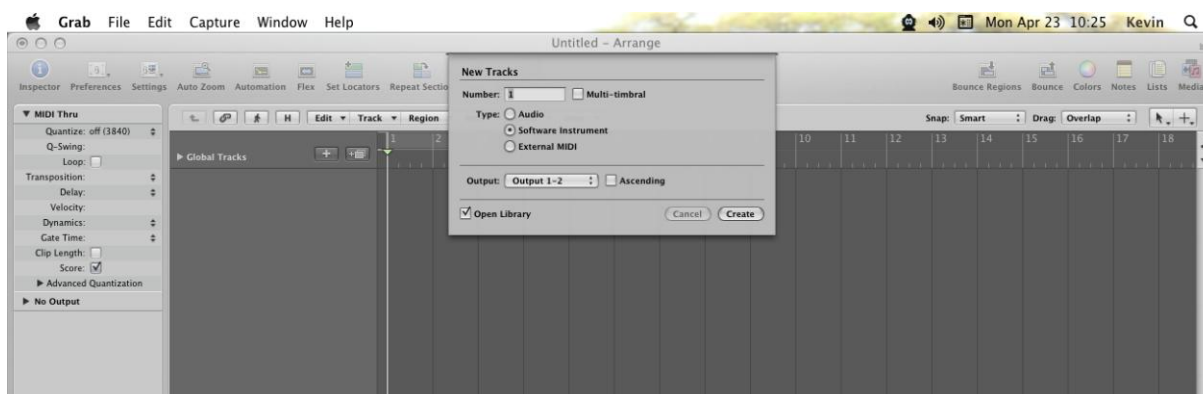 Grab File Edit Capture Window Help Mon Apr 23 10:25 Kevin
Untitled – Arrange
Inspector Preferences Settings Auto Zoom Automation Flex Set Locators Repeat Sectio Bounce Regions Bounce Colors Notes Lists Media
New Tracks
Number: 1 Multi-timbral
Type: Audio
Software Instrument
External MIDI
Output: Output 1-2 Ascending
Open Library Cancel Create
MIDI Thru
Quantize: off (3840)
Q-Swing:
Loop:
Transposition:
Delay:
Velocity:
Dynamics:
Gate Time:
Clip Length:
Score:
Advanced Quantization
No Output
H Edit Track Region Snap: Smart Drag: Overlap
1 2 10 11 12 13 14 15 16 17 18
Global Tracks